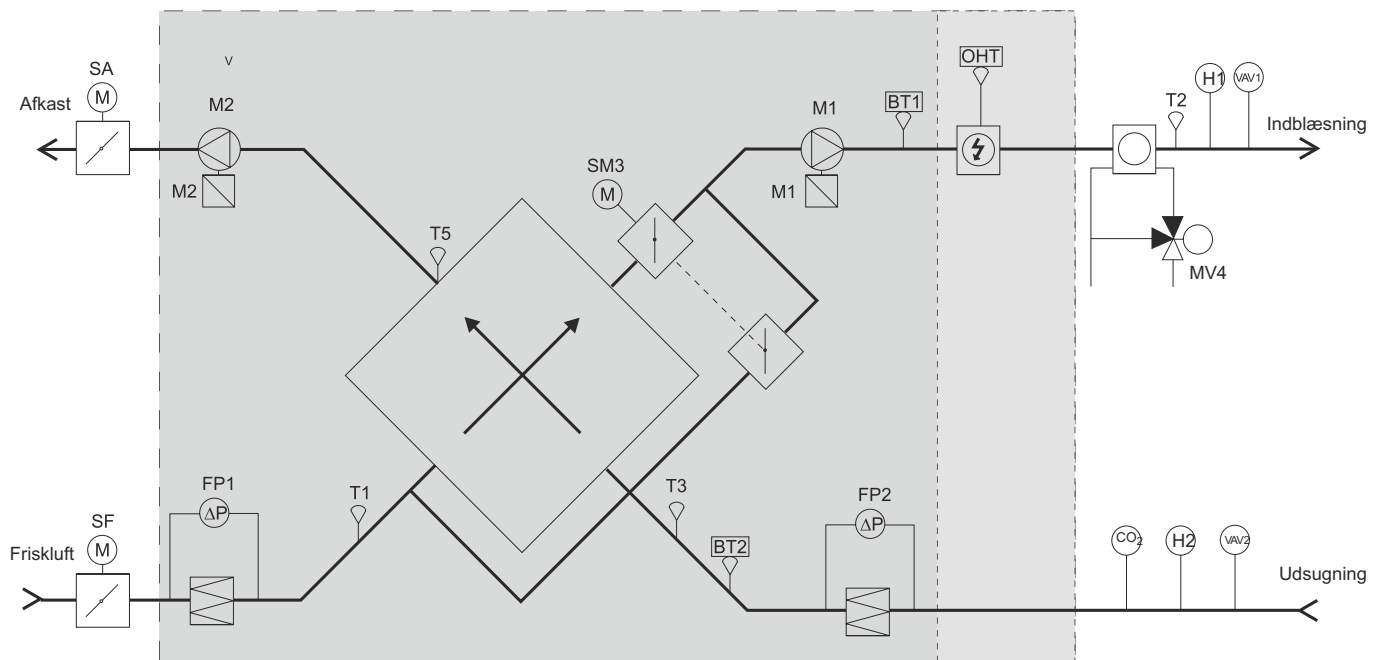 V
OHT
SA
M
Afkast
M2
M2
M1
BT1
M1
T2
H1
VAV1
Indblæsning
SM3
M
T5
MV4
FP1
ΔP
T1
T3
BT2
FP2
ΔP
SF
M
Friskluft
CO2
H2
VAV2
Udsugning